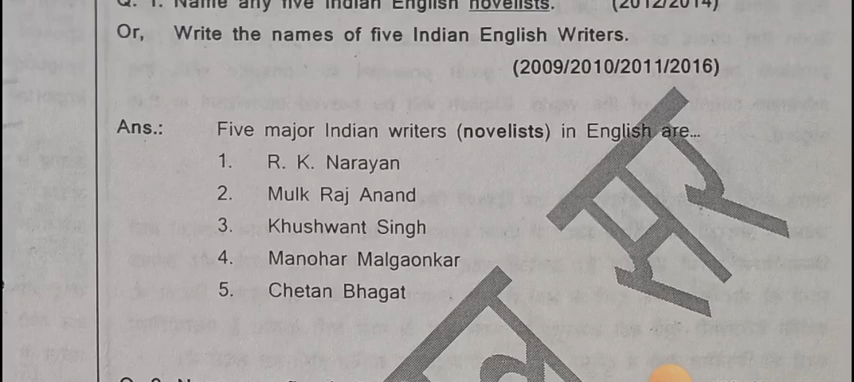 Q. 1. Name any five Indian English novelists. (2012/2014)
Or, Write the names of five Indian English Writers.
(2009/2010/2011/2016)
Ans.: Five major Indian writers (novelists) in English are...
1. R. K. Narayan
2. Mulk Raj Anand
3. Khushwant Singh
4. Manohar Malgaonkar
5. Chetan Bhagat